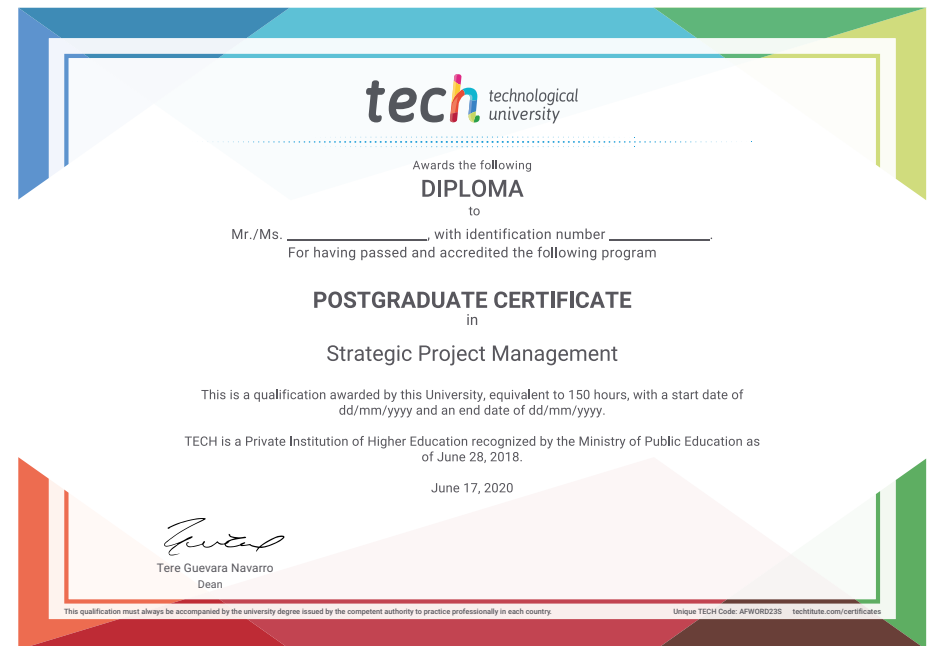 tech technological
university
Awards the following
DIPLOMA
to
Mr./Ms. ____________, with identification number ____________.
For having passed and accredited the following program
POSTGRADUATE CERTIFICATE
in
Strategic Project Management
This is a qualification awarded by this University, equivalent to 150 hours, with a start date of
dd/mm/yyyy and an end date of dd/mm/yyyy.
TECH is a Private Institution of Higher Education recognized by the Ministry of Public Education as
of June 28, 2018.
June 17, 2020
Tere Guevara Navarro
Dean
This qualification must always be accompanied by the university degree issued by the competent authority to practice professionally in each country.
Unique TECH Code: AFWORD23S techtitute.com/certificates